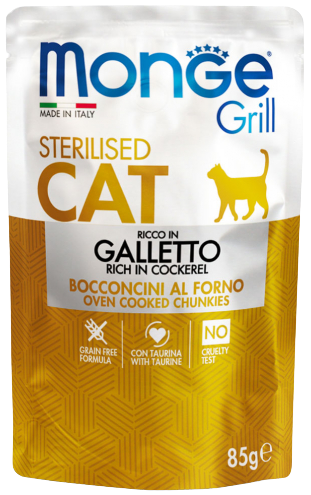 monge®
Grill
MADE IN ITALY
STERILISED
CAT
RICCO IN
GALLETTO
RICH IN COCKEREL
BOCCONCINI AL FORNO
OVEN COOKED CHUNKIES
GRAIN FREE
FORMULA
CON TAURINA
WITH TAURINE
NO
CRUELTY
TEST
85g℮